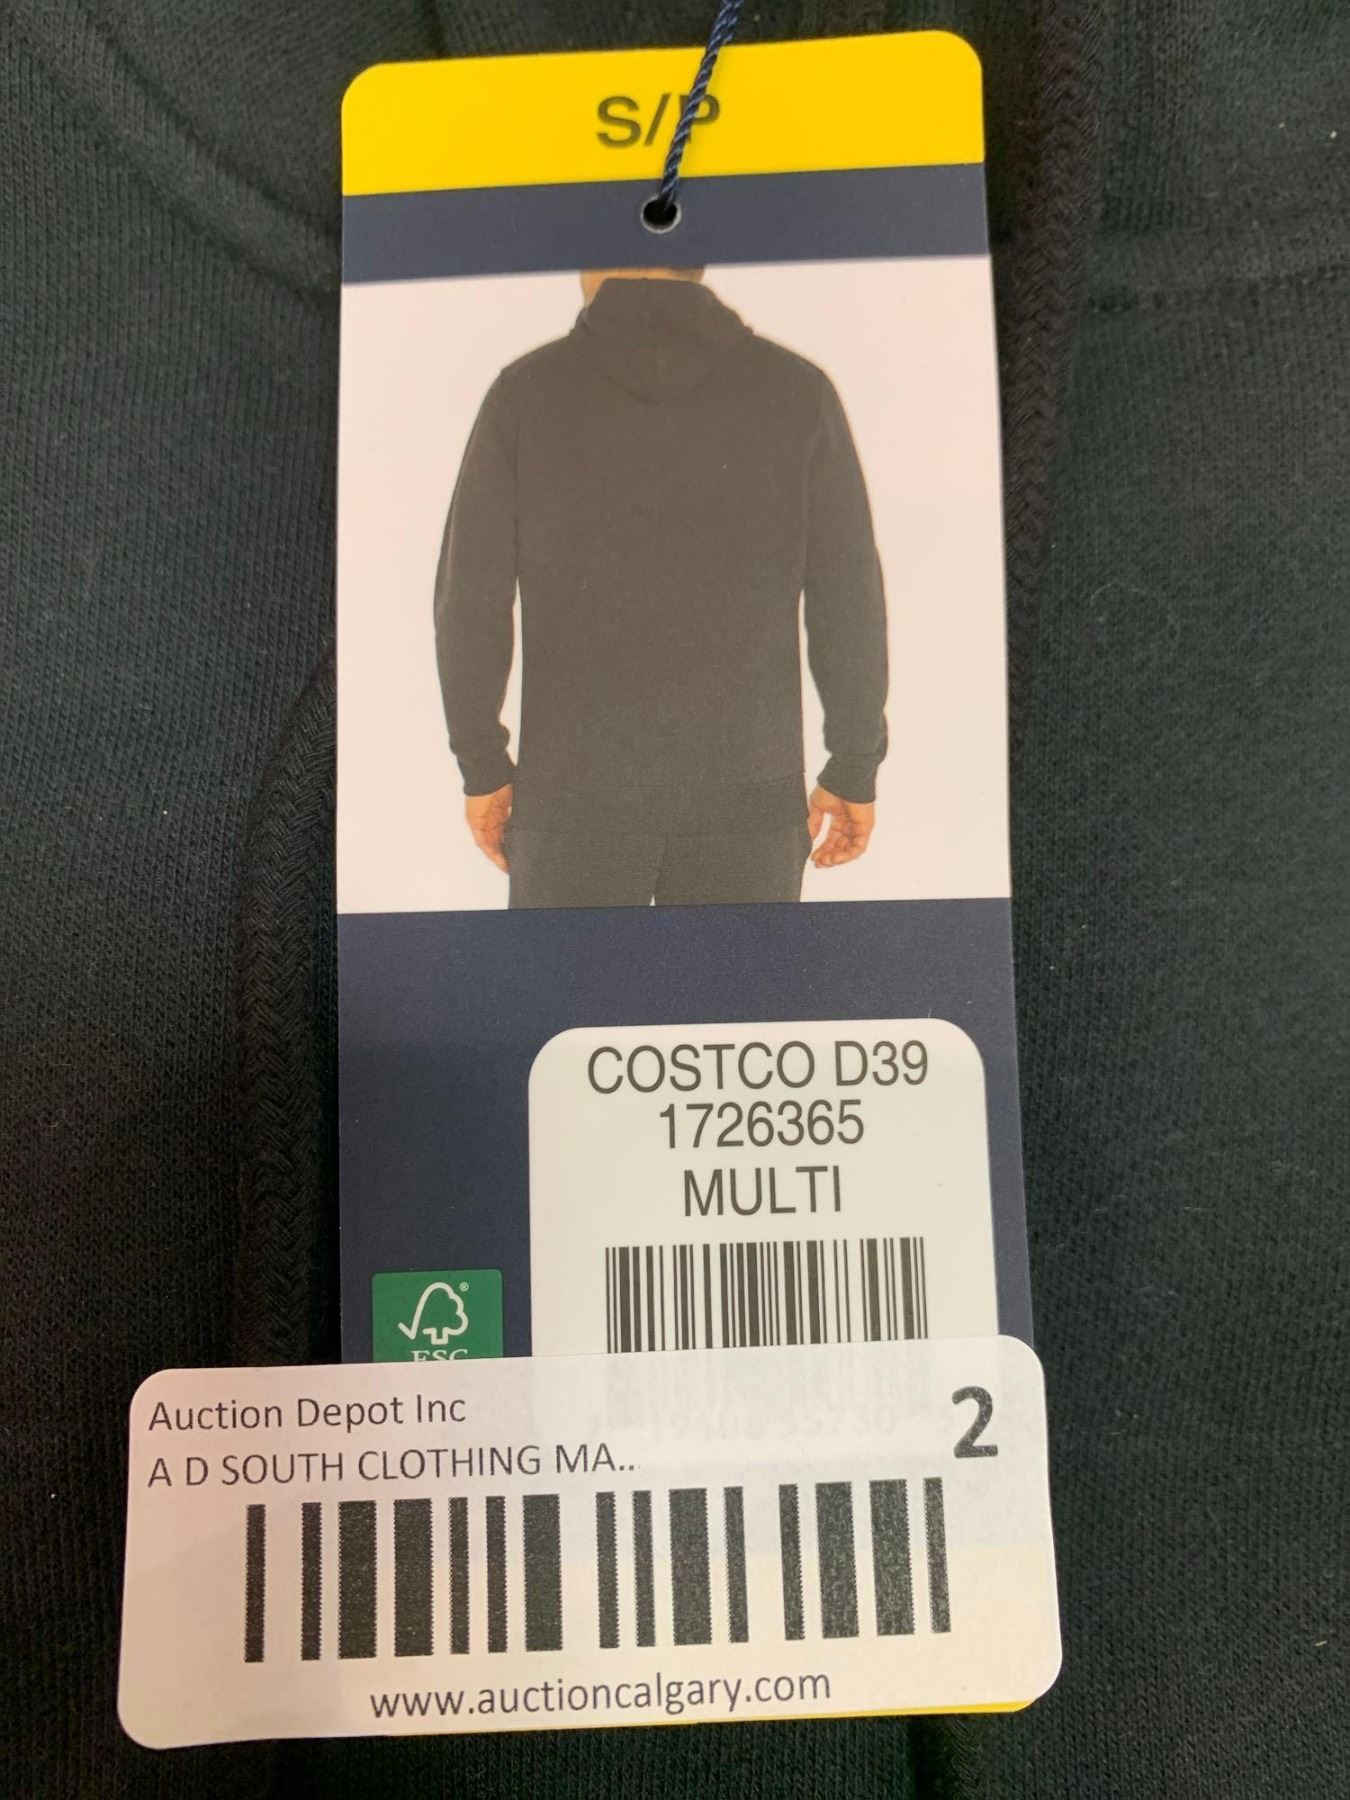 S/P
COSTCO D39
1726365
MULTI
®
FSC
Auction Depot Inc
2
A D SOUTH CLOTHING MA..
www.auctioncalgary.com